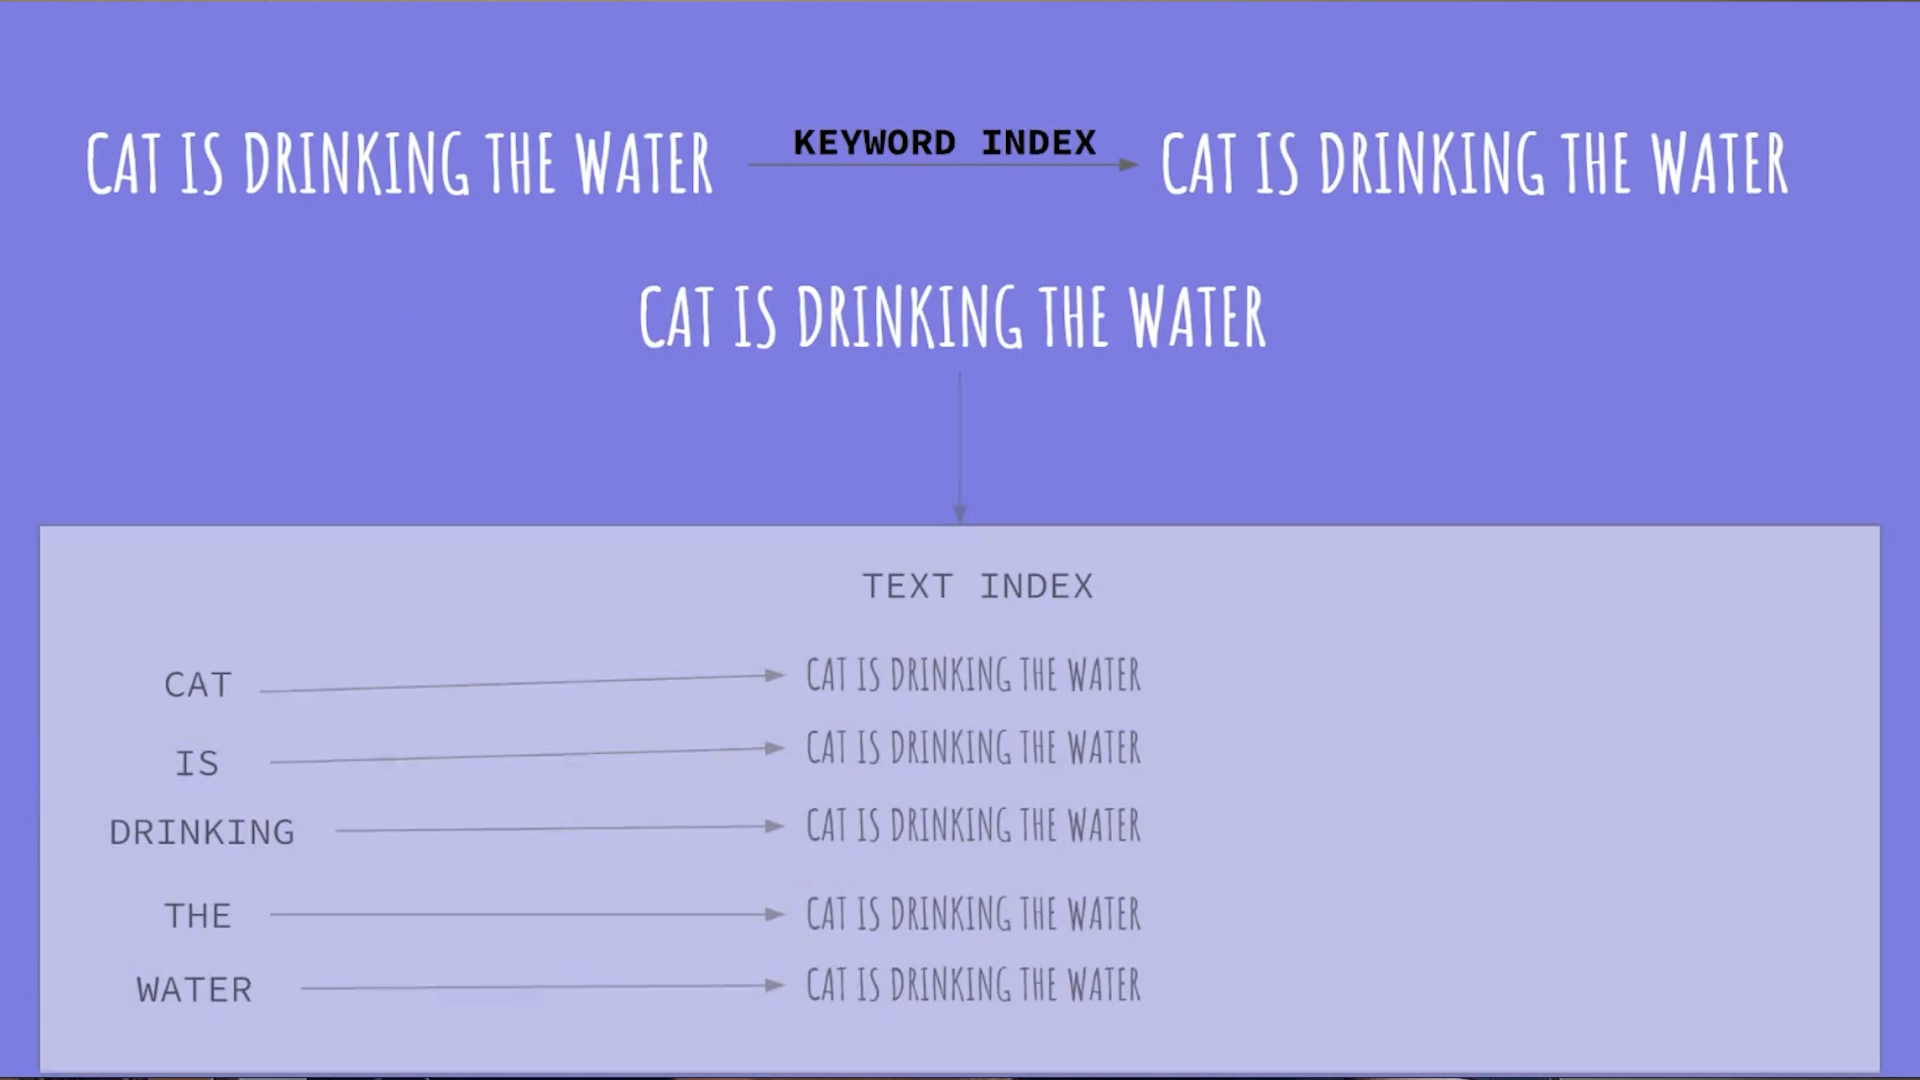 CAT IS DRINKING THE WATER KEYWORD INDEX CAT IS DRINKING THE WATER
CAT IS DRINKING THE WATER
TEXT INDEX
CAT CAT IS DRINKING THE WATER
IS CAT IS DRINKING THE WATER
DRINKING CAT IS DRINKING THE WATER
THE CAT IS DRINKING THE WATER
WATER CAT IS DRINKING THE WATER